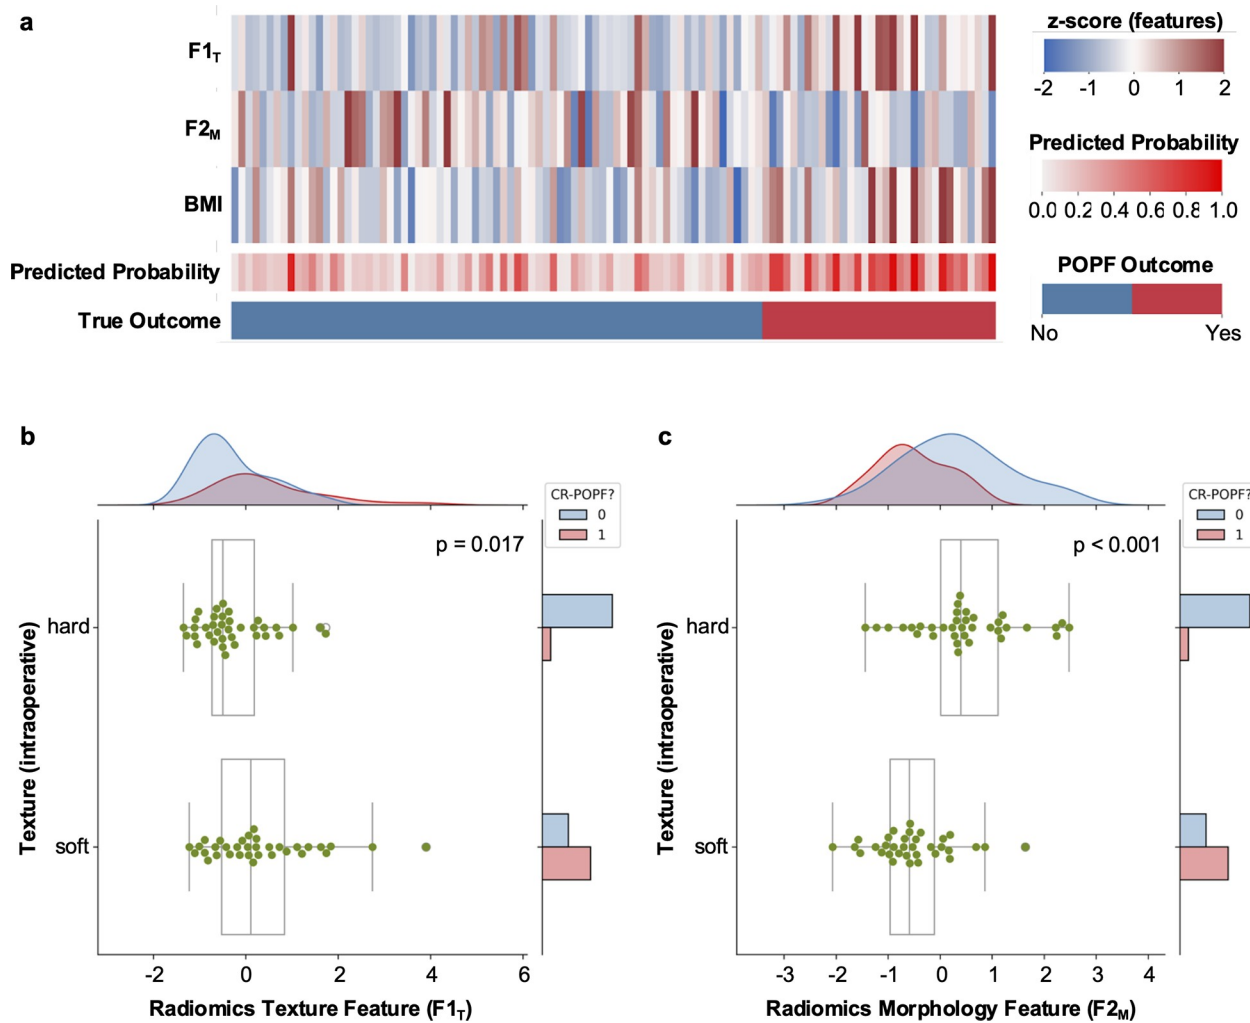 a
F1T
F2M
BMI
Predicted Probability
True Outcome
z-score (features)
-2 -1 0 1 2
Predicted Probability
0.0 0.2 0.4 0.6 0.8 1.0
POPF Outcome
No Yes
b
CR-POPF?
0
1
p = 0.017
hard
soft
Texture (intraoperative)
-2 0 2 4 6
Radiomics Texture Feature (F1T)
c
CR-POPF?
0
1
p < 0.001
hard
soft
Texture (intraoperative)
-3 -2 -1 0 1 2 3 4
Radiomics Morphology Feature (F2M)